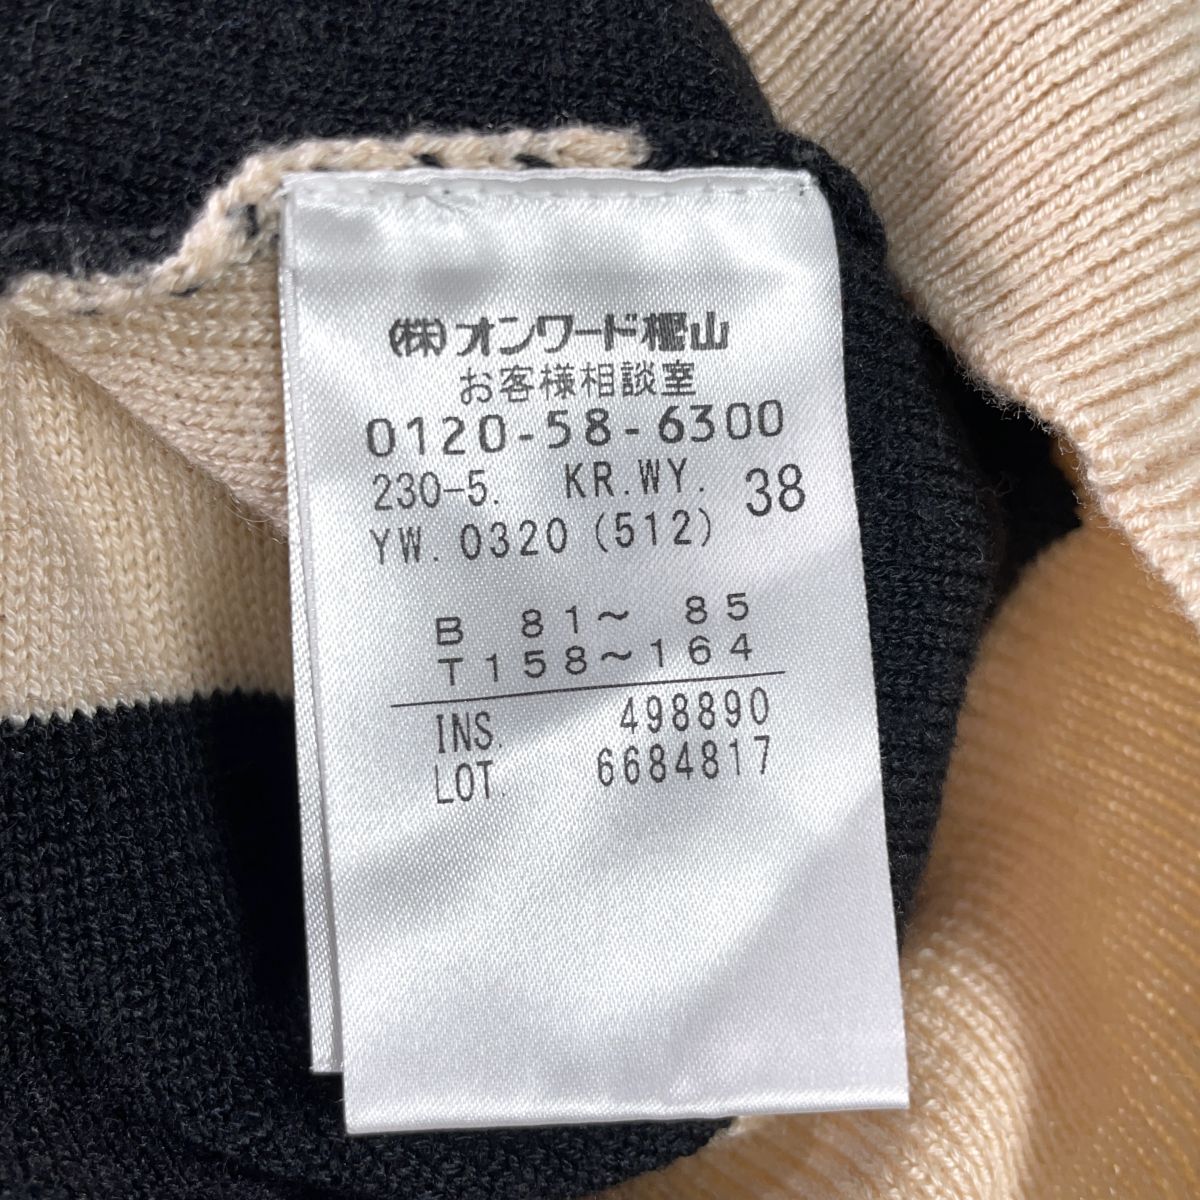 (株)オンワード樫山
お客様相談室
0120-58-6300
230-5. KR.WY. 38
YW. 0320 (512)
B 81～ 85
T158～164
INS. 498890
LOT. 6684817